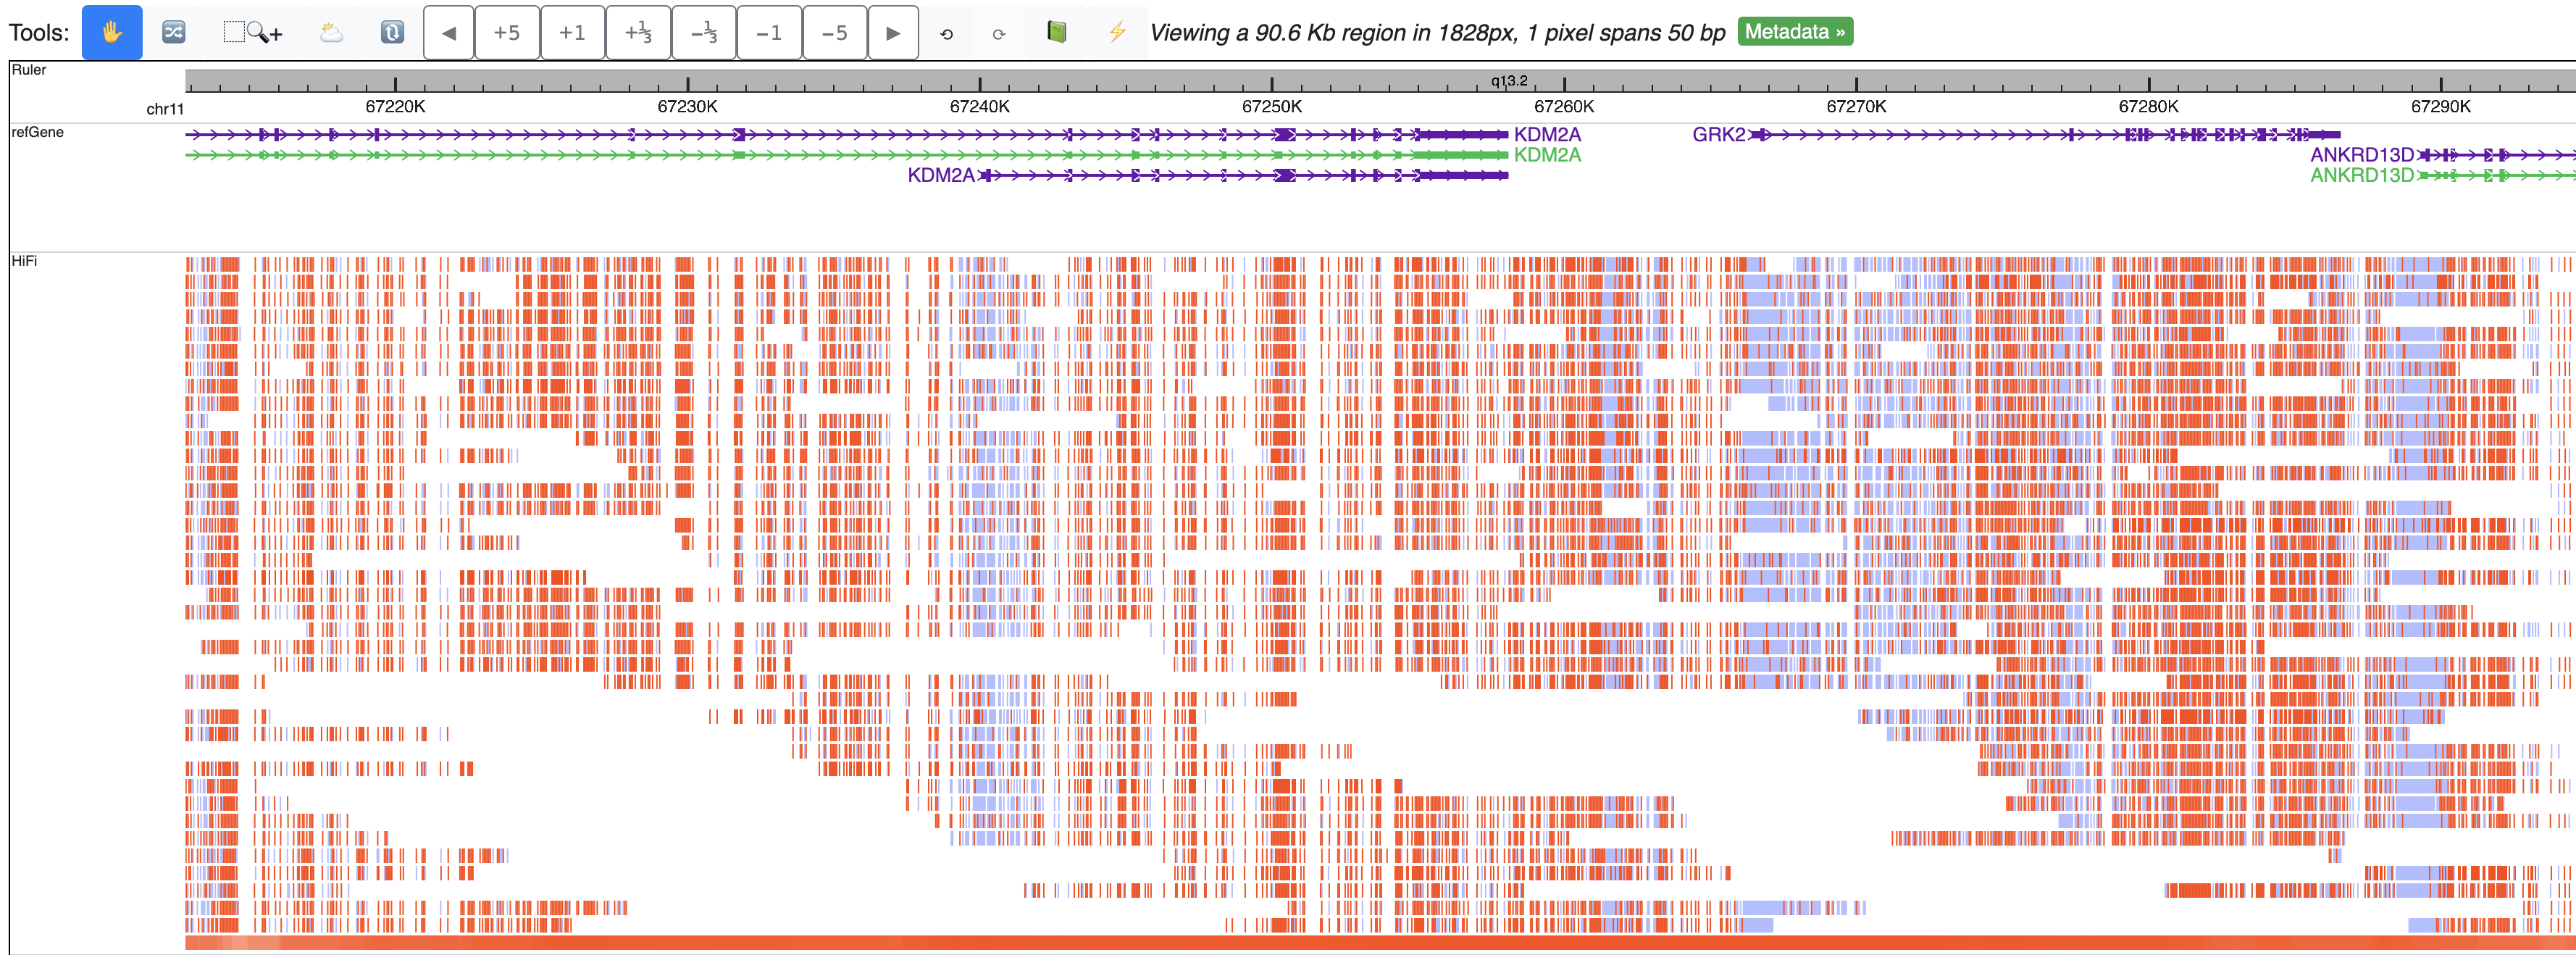 Tools: +5 +1 +⅓ −⅓ −1 −5 Viewing a 90.6 Kb region in 1828px, 1 pixel spans 50 bp Metadata »
Ruler
q13.2
chr11 67220K 67230K 67240K 67250K 67260K 67270K 67280K 67290K
refGene
KDM2A GRK2
KDM2A ANKRD13D
KDM2A ANKRD13D
HiFi